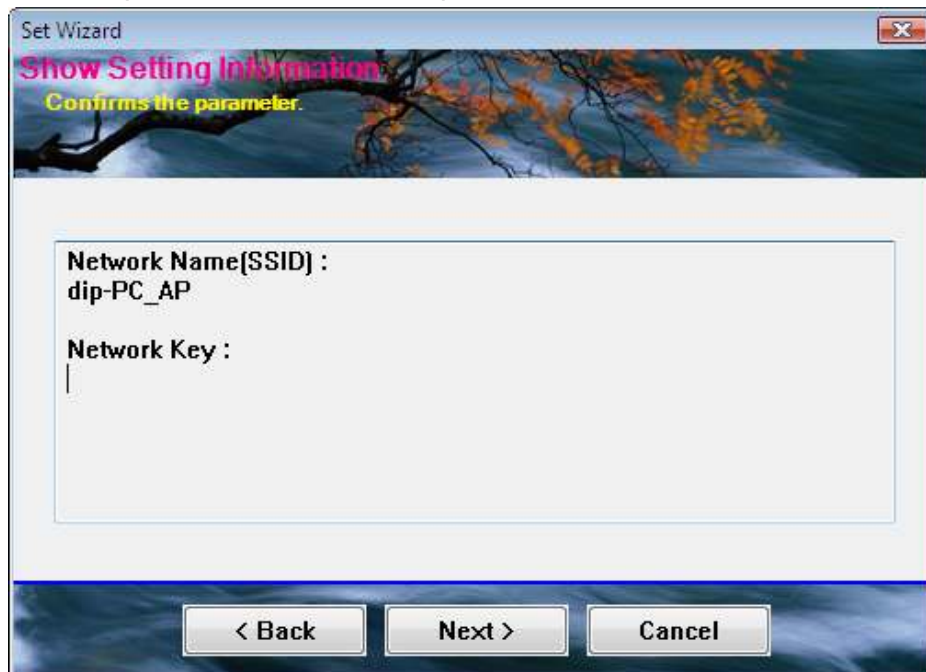 Set Wizard
Show Setting Information
Confirms the parameter.
Network Name(SSID) :
dip-PC_AP
Network Key :
< Back
Next >
Cancel